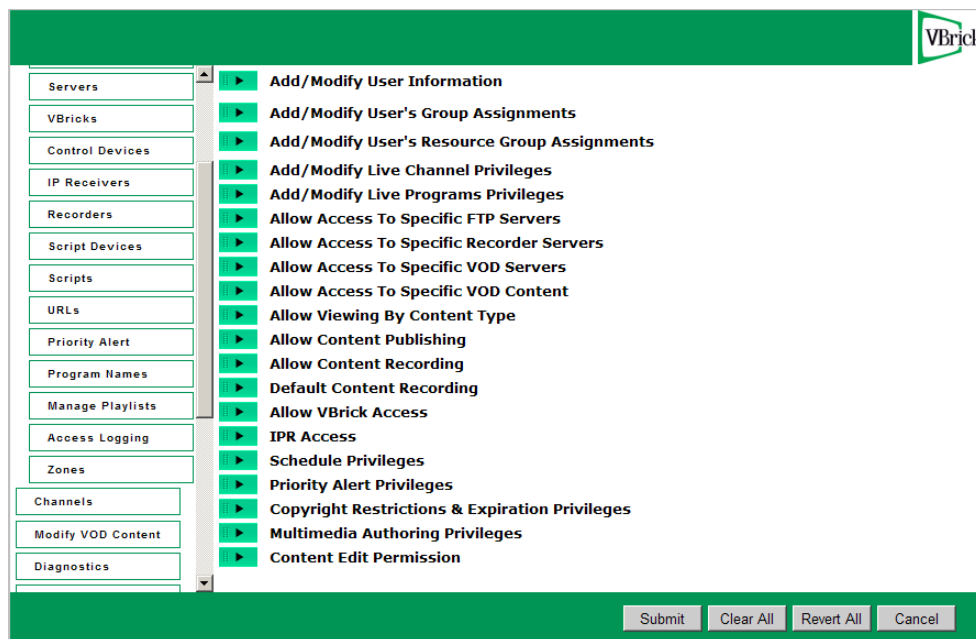 VBrick
Servers
VBricks
Control Devices
IP Receivers
Recorders
Script Devices
Scripts
URLs
Priority Alert
Program Names
Manage Playlists
Access Logging
Zones
Channels
Modify VOD Content
Diagnostics
Add/Modify User Information
Add/Modify User's Group Assignments
Add/Modify User's Resource Group Assignments
Add/Modify Live Channel Privileges
Add/Modify Live Programs Privileges
Allow Access To Specific FTP Servers
Allow Access To Specific Recorder Servers
Allow Access To Specific VOD Servers
Allow Access To Specific VOD Content
Allow Viewing By Content Type
Allow Content Publishing
Allow Content Recording
Default Content Recording
Allow VBrick Access
IPR Access
Schedule Privileges
Priority Alert Privileges
Copyright Restrictions & Expiration Privileges
Multimedia Authoring Privileges
Content Edit Permission
Submit Clear All Revert All Cancel